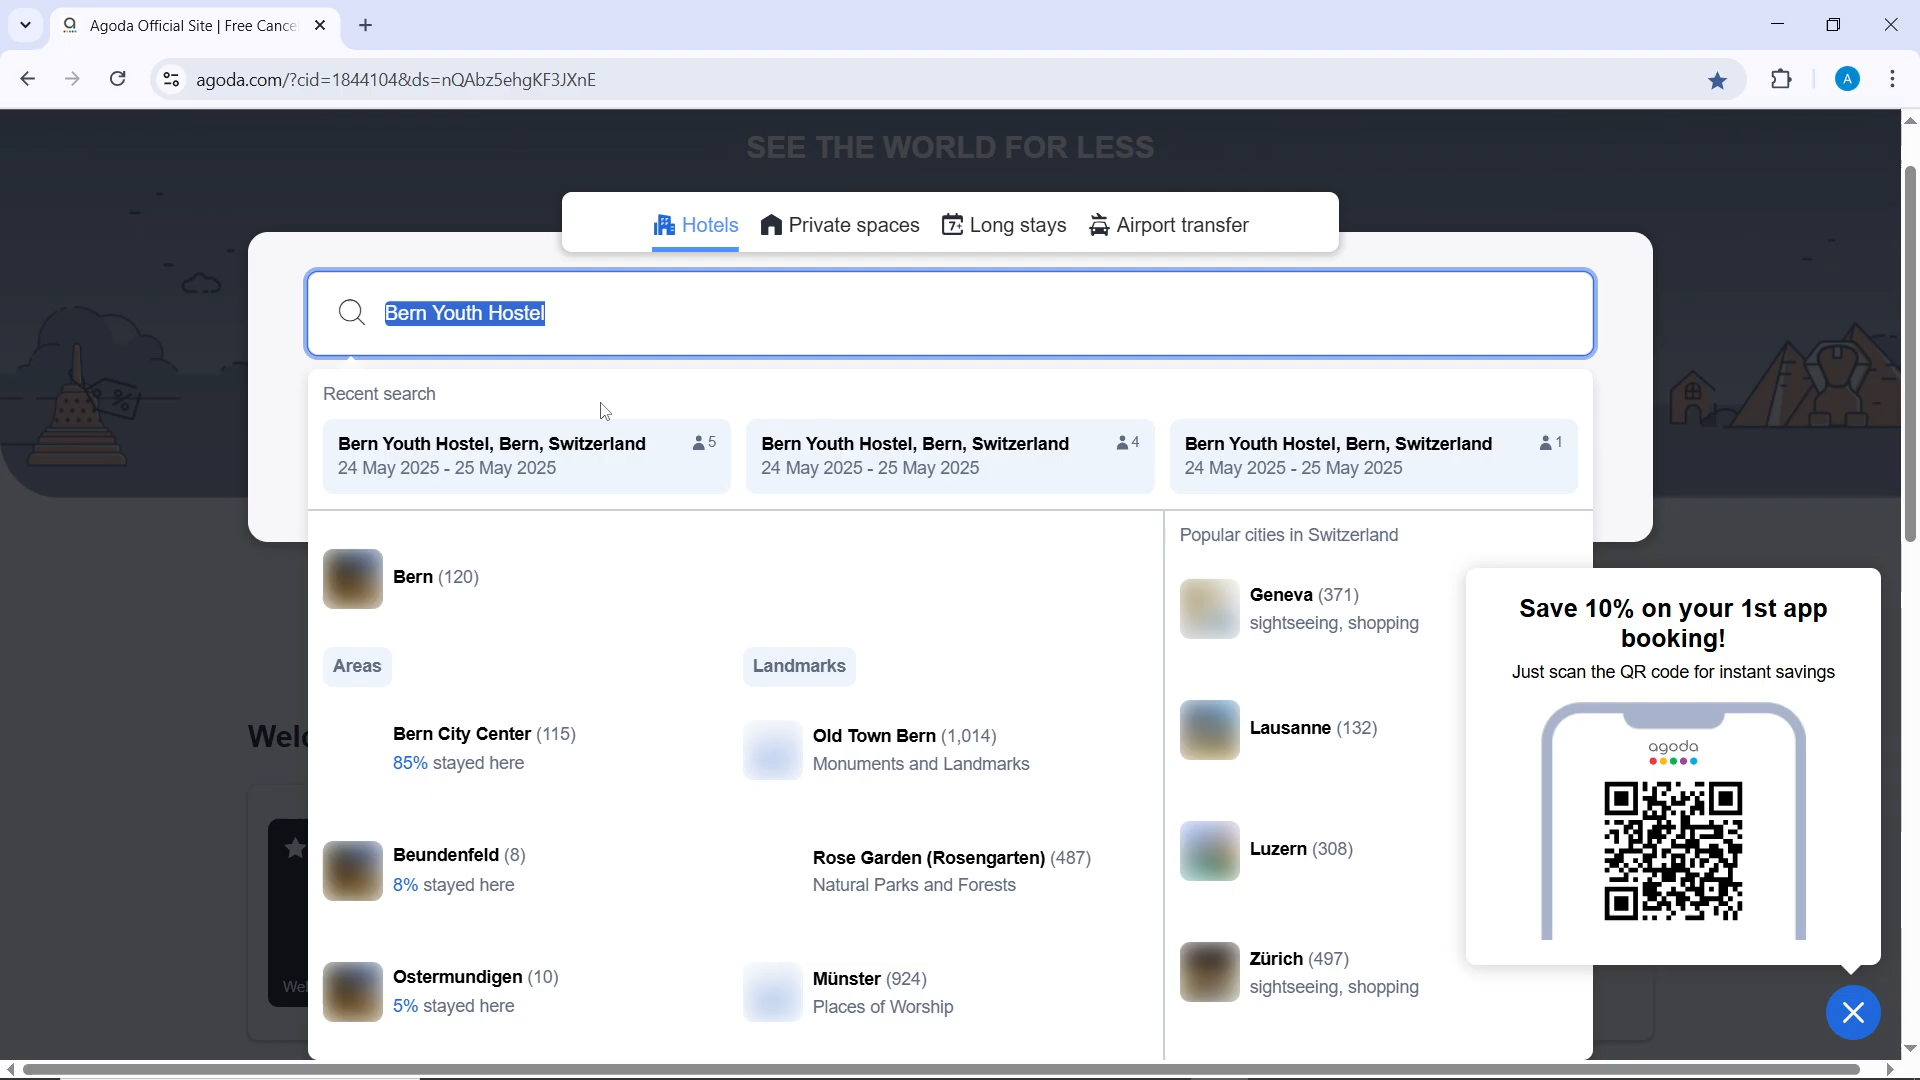 Agoda Official Site | Free Cance
agoda.com/?cid=1844104&ds=nQAbz5ehgKF3JXnE
A
SEE THE WORLD FOR LESS
Hotels
Private spaces
7+
Long stays
Airport transfer
Bern Youth Hostel
Recent search
Bern Youth Hostel, Bern, Switzerland
5
24 May 2025 - 25 May 2025
Bern Youth Hostel, Bern, Switzerland
4
24 May 2025 - 25 May 2025
Bern Youth Hostel, Bern, Switzerland
1
24 May 2025 - 25 May 2025
Bern (120)
Areas
Bern City Center (115)
85% stayed here
Beundenfeld (8)
8% stayed here
Ostermundigen (10)
5% stayed here
Landmarks
Old Town Bern (1,014)
Monuments and Landmarks
Rose Garden (Rosengarten) (487)
Natural Parks and Forests
Münster (924)
Places of Worship
Popular cities in Switzerland
Geneva (371)
sightseeing, shopping
Lausanne (132)
Luzern (308)
Zürich (497)
sightseeing, shopping
Save 10% on your 1st app
booking!
Just scan the QR code for instant savings
agoda
Welc
Wel